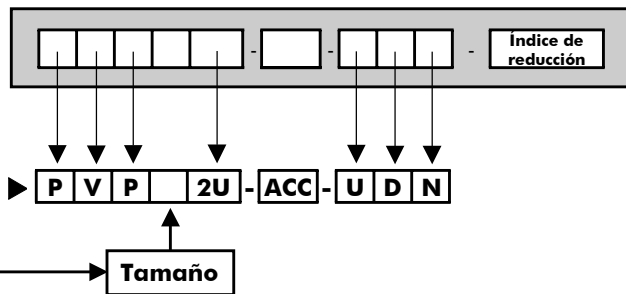 - - - Índice de
reducción
P V P 2U - ACC - U D N
Tamaño